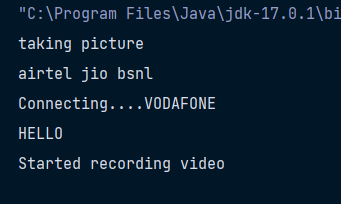 "C:\Program Files\Java\jdk-17.0.1\bi
taking picture
airtel jio bsnl
Connecting....VODAFONE
HELLO
Started recording video